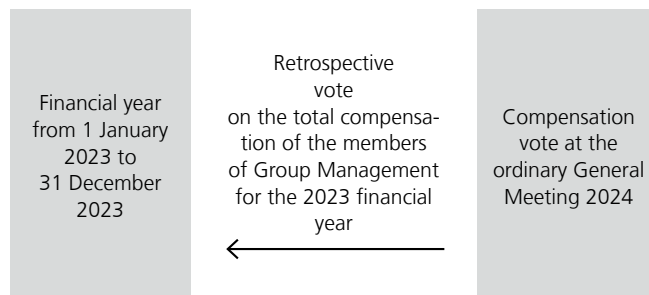 Financial year
from 1 January
2023 to
31 December
2023
Retrospective
vote
on the total compensa-
tion of the members
of Group Management
for the 2023 financial
year
Compensation
vote at the
ordinary General
Meeting 2024